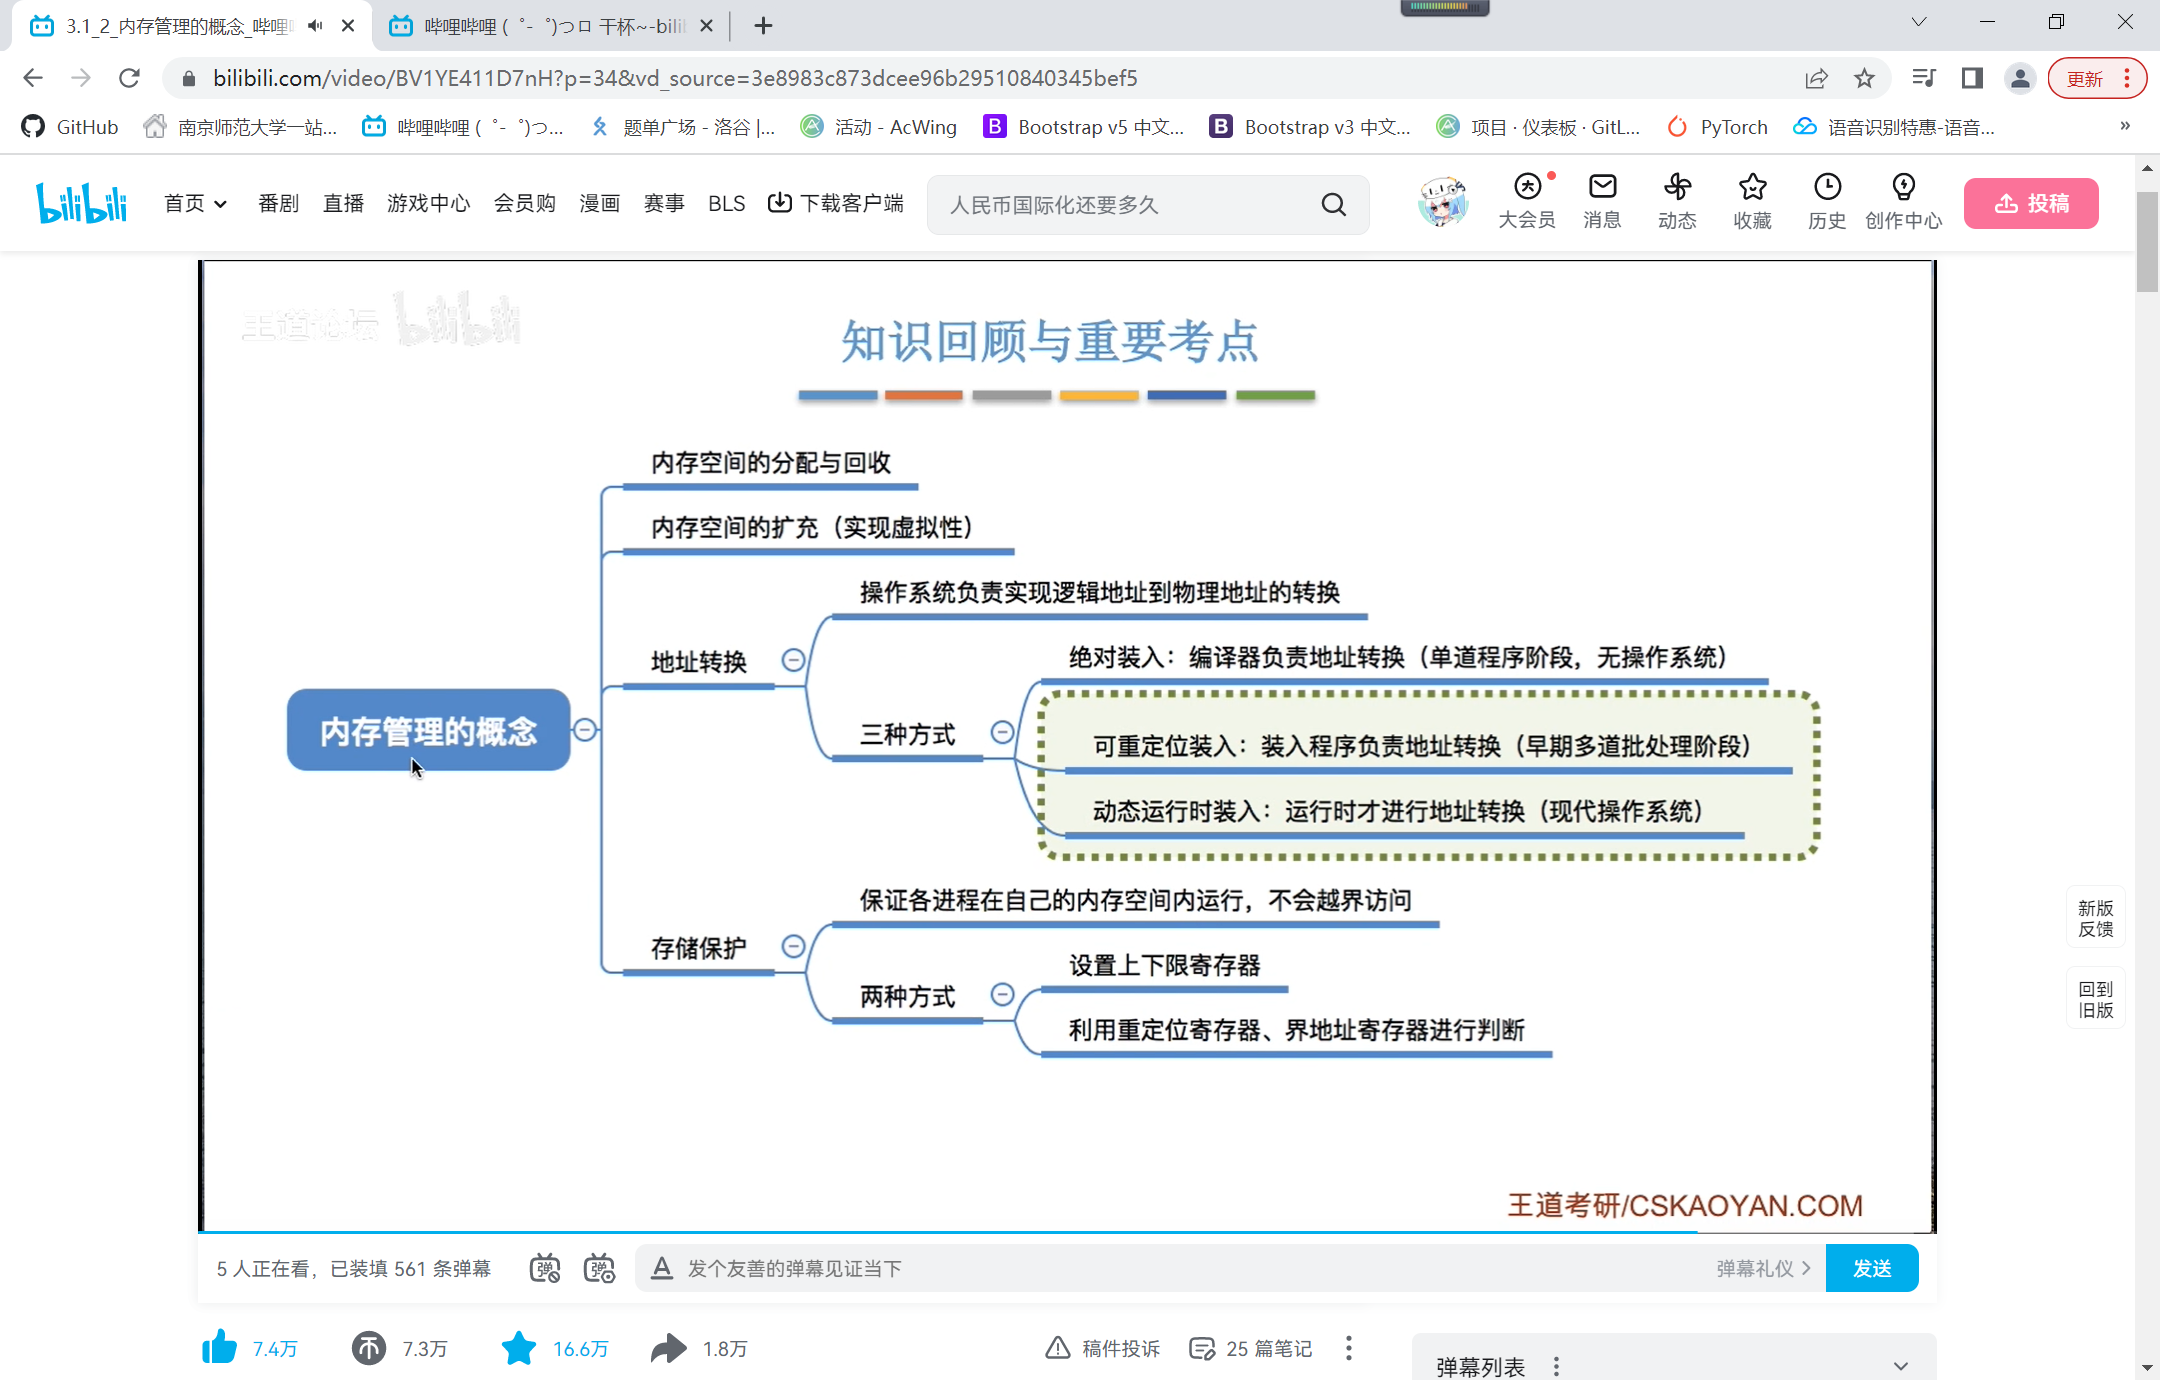 3.1_2_内存管理的概念_哔哩
哔哩哔哩 (゜-゜)つロ 干杯~-bili
bilibili.com/video/BV1YE411D7nH?p=34&vd_source=3e8983c873dcee96b29510840345bef5
更新
GitHub
南京师范大学一站...
哔哩哔哩 (゜-゜)つ...
题单广场 - 洛谷 |...
活动 - AcWing
Bootstrap v5 中文...
Bootstrap v3 中文...
项目 · 仪表板 · GitL...
PyTorch
语音识别特惠-语音...
»
bilibili
首页
番剧
直播
游戏中心
会员购
漫画
赛事
BLS
下载客户端
人民币国际化还要多久
大会员
消息
动态
收藏
历史
创作中心
投稿
王道论坛 bilibili
知识回顾与重要考点
内存空间的分配与回收
内存空间的扩充（实现虚拟性）
操作系统负责实现逻辑地址到物理地址的转换
地址转换
绝对装入：编译器负责地址转换（单道程序阶段，无操作系统）
三种方式
可重定位装入：装入程序负责地址转换（早期多道批处理阶段）
动态运行时装入：运行时才进行地址转换（现代操作系统）
内存管理的概念
保证各进程在自己的内存空间内运行，不会越界访问
存储保护
设置上下限寄存器
两种方式
利用重定位寄存器、界地址寄存器进行判断
王道考研/CSKAOYAN.COM
新版
反馈
回到
旧版
5 人正在看，已装填 561 条弹幕
弹
弹
A
发个友善的弹幕见证当下
弹幕礼仪 >
发送
7.4万
7.3万
16.6万
1.8万
稿件投诉
25 篇笔记
弹幕列表